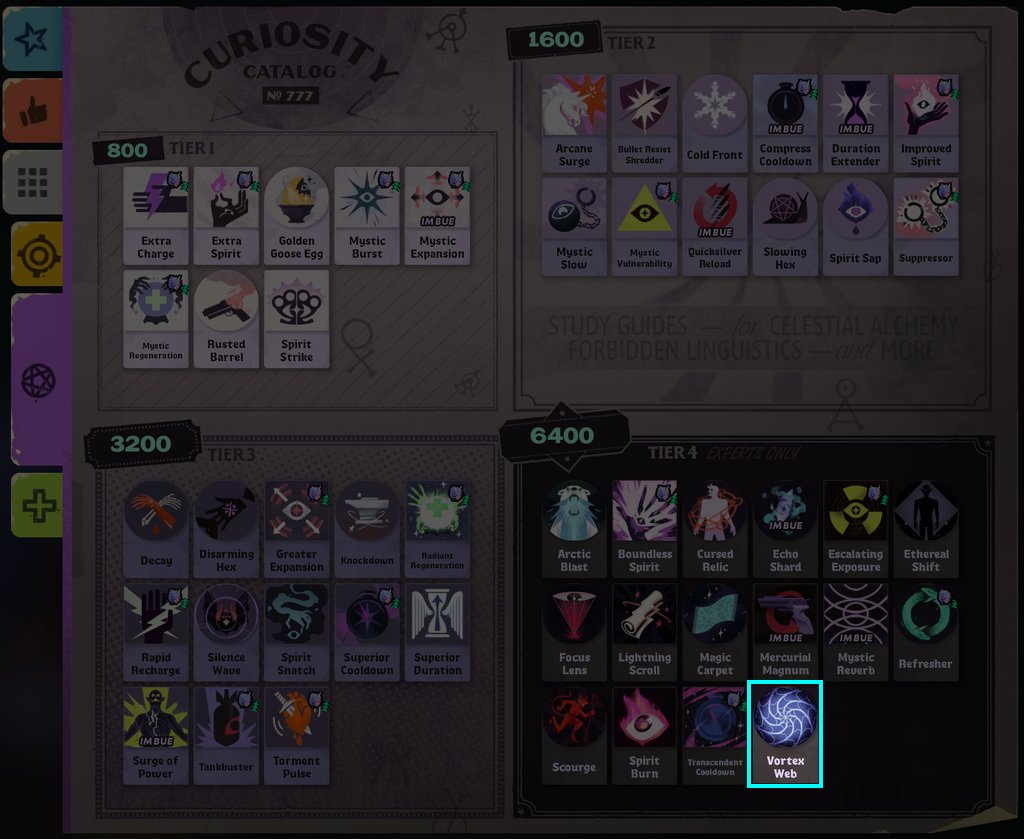 CURIOSITY
CATALOG
Nº 777
800 TIER 1
Extra Charge
Extra Spirit
Golden Goose Egg
Mystic Burst
IMBUE
Mystic Expansion
Mystic Regeneration
Rusted Barrel
Spirit Strike
1600 TIER 2
Arcane Surge
Bullet Resist Shredder
Cold Front
IMBUE
Compress Cooldown
IMBUE
Duration Extender
Improved Spirit
Mystic Slow
Mystic Vulnerability
IMBUE
Quicksilver Reload
Slowing Hex
Spirit Sap
Suppressor
STUDY GUIDES — for CELESTIAL ALCHEMY
FORBIDDEN LINGUISTICS — and MORE
3200 TIER 3
Decay
Disarming Hex
Greater Expansion
Knockdown
Radiant Regeneration
Rapid Recharge
Silence Wave
Spirit Snatch
Superior Cooldown
Superior Duration
IMBUE
Surge of Power
Tankbuster
Torment Pulse
6400 TIER 4 EXPERTS ONLY
Arctic Blast
Boundless Spirit
Cursed Relic
IMBUE
Echo Shard
Escalating Exposure
Ethereal Shift
Focus Lens
Lightning Scroll
Magic Carpet
IMBUE
Mercurial Magnum
IMBUE
Mystic Reverb
Refresher
Scourge
Spirit Burn
Transcendent Cooldown
Vortex Web